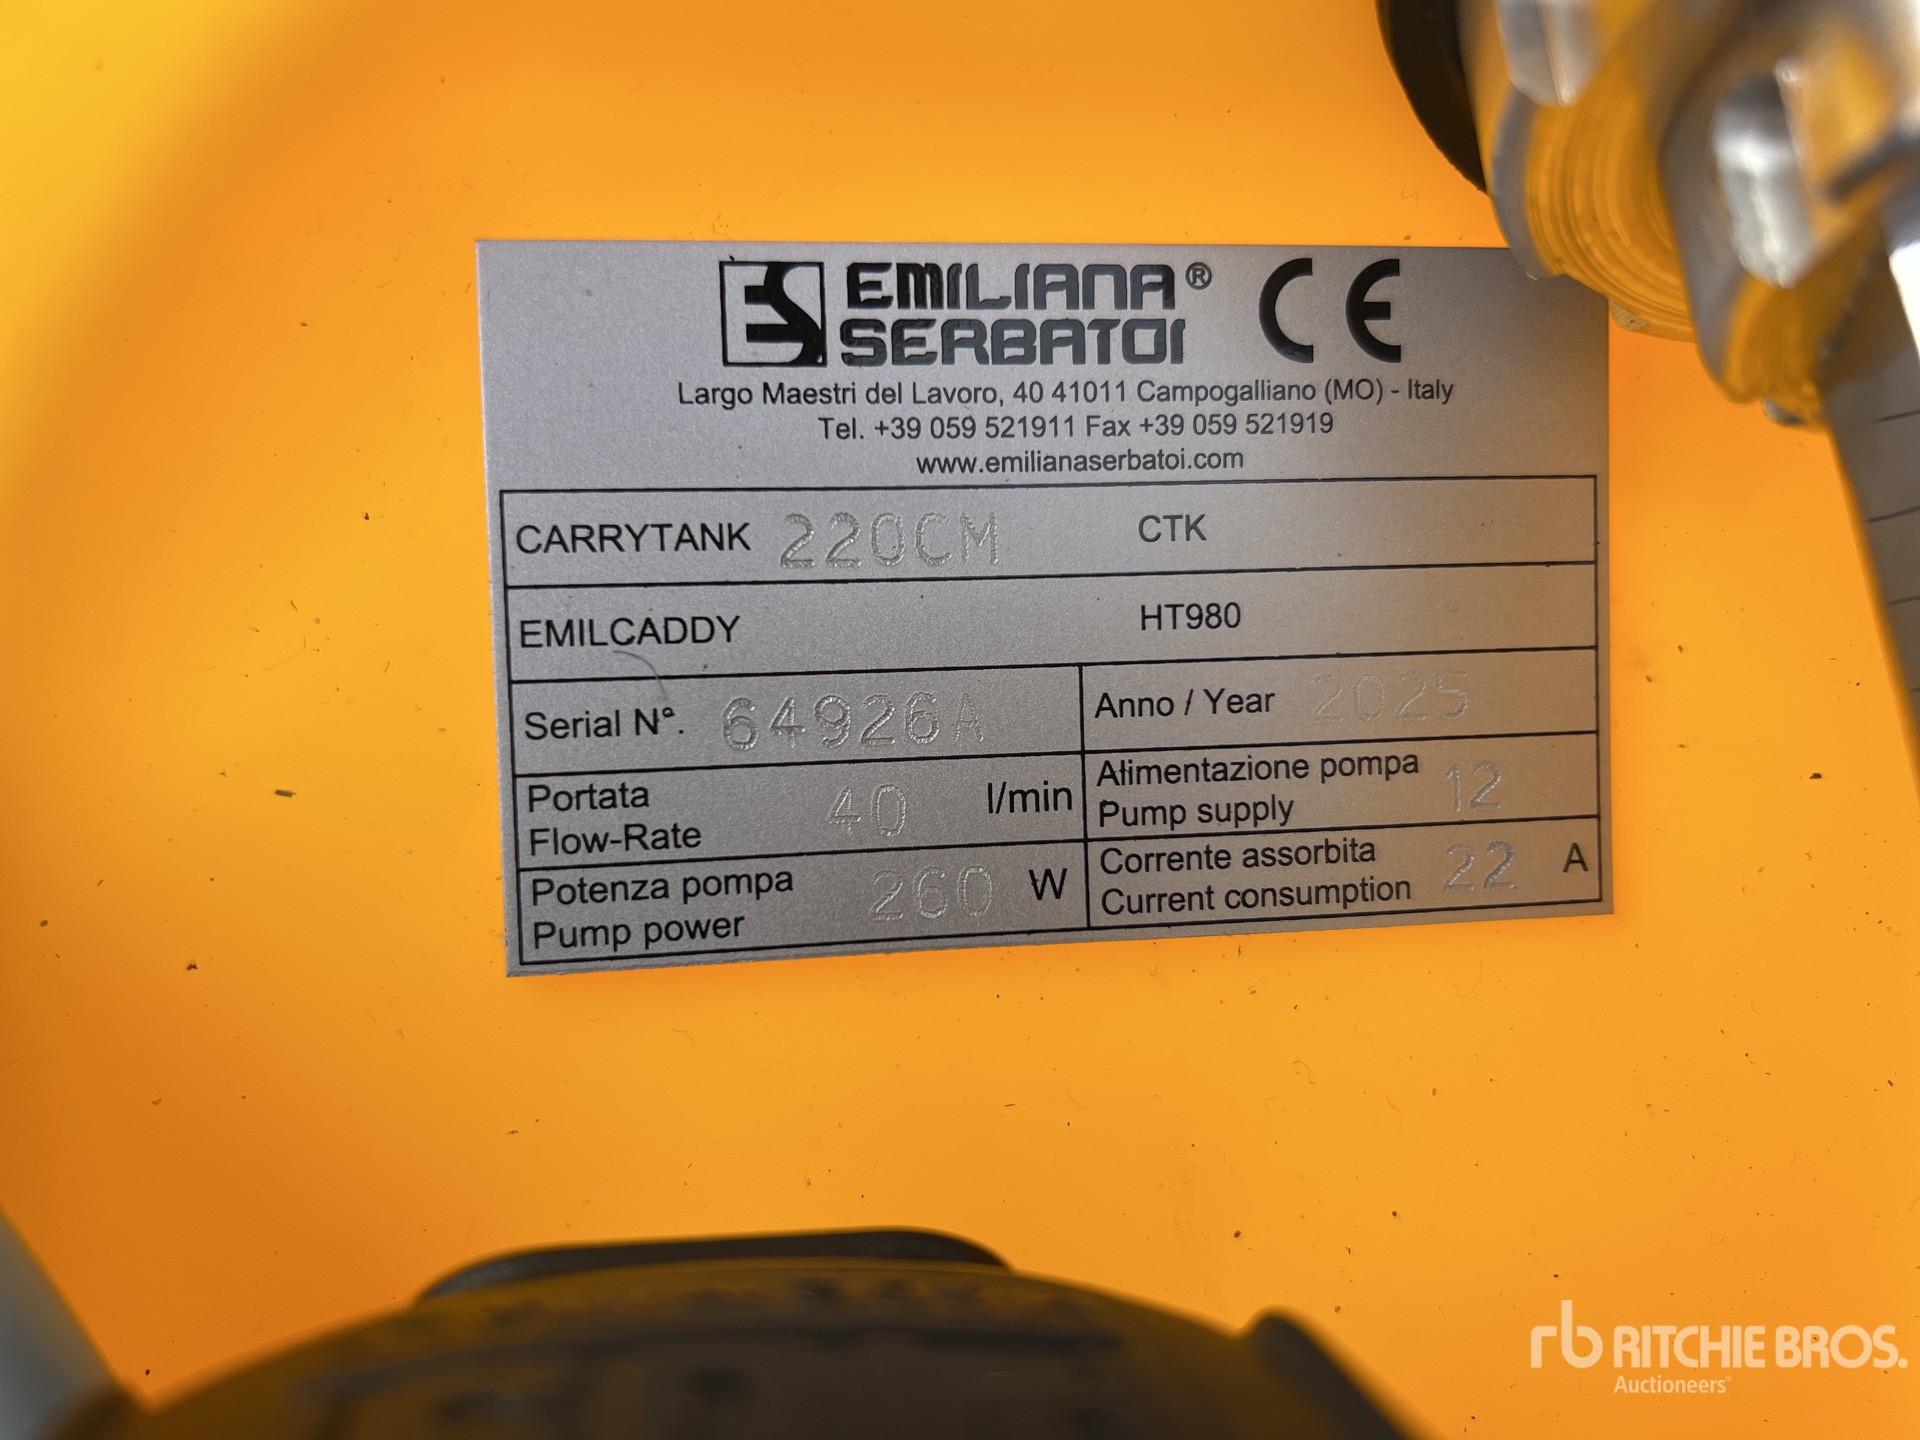 EMILIANA® CE
SERBATOI
Largo Maestri del Lavoro, 40 41011 Campogalliano (MO) - Italy
Tel. +39 059 521911 Fax +39 059 521919
www.emilianaserbatoi.com
CARRYTANK 220CM CTK
EMILCADDY HT980
Serial N°. 64926A Anno / Year 2025
Portata 40 l/min
Flow-Rate
Alimentazione pompa 12
Pump supply
Potenza pompa 260 W
Pump power
Corrente assorbita 22 A
Current consumption
rb RITCHIE BROS.
Auctioneers